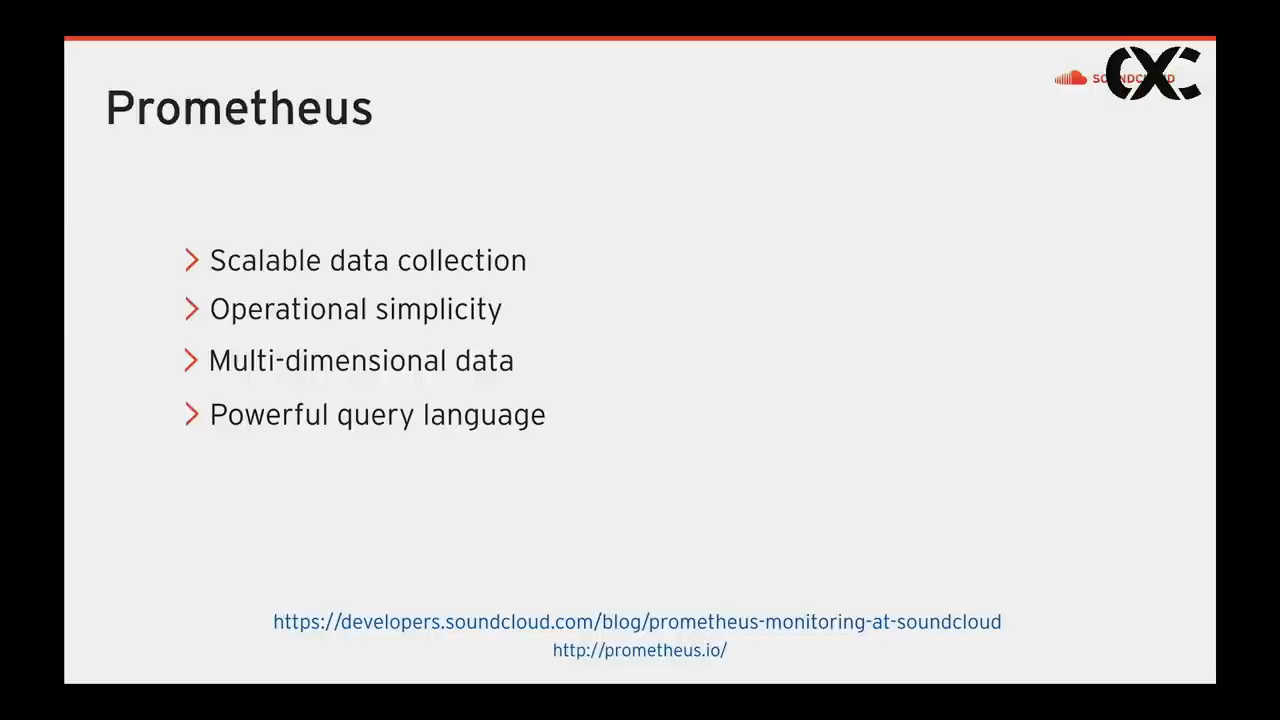 Prometheus
Scalable data collection
Operational simplicity
Multi-dimensional data
Powerful query language
https://developers.soundcloud.com/blog/prometheus-monitoring-at-soundcloud
http://prometheus.io/